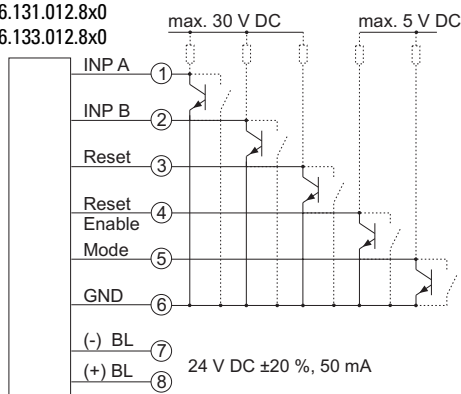 6.131.012.8x0
6.133.012.8x0
max. 30 V DC
max. 5 V DC
INP A
1
INP B
2
Reset
3
Reset
Enable
4
Mode
5
GND
6
(-) BL
7
(+) BL
8
24 V DC ±20 %, 50 mA